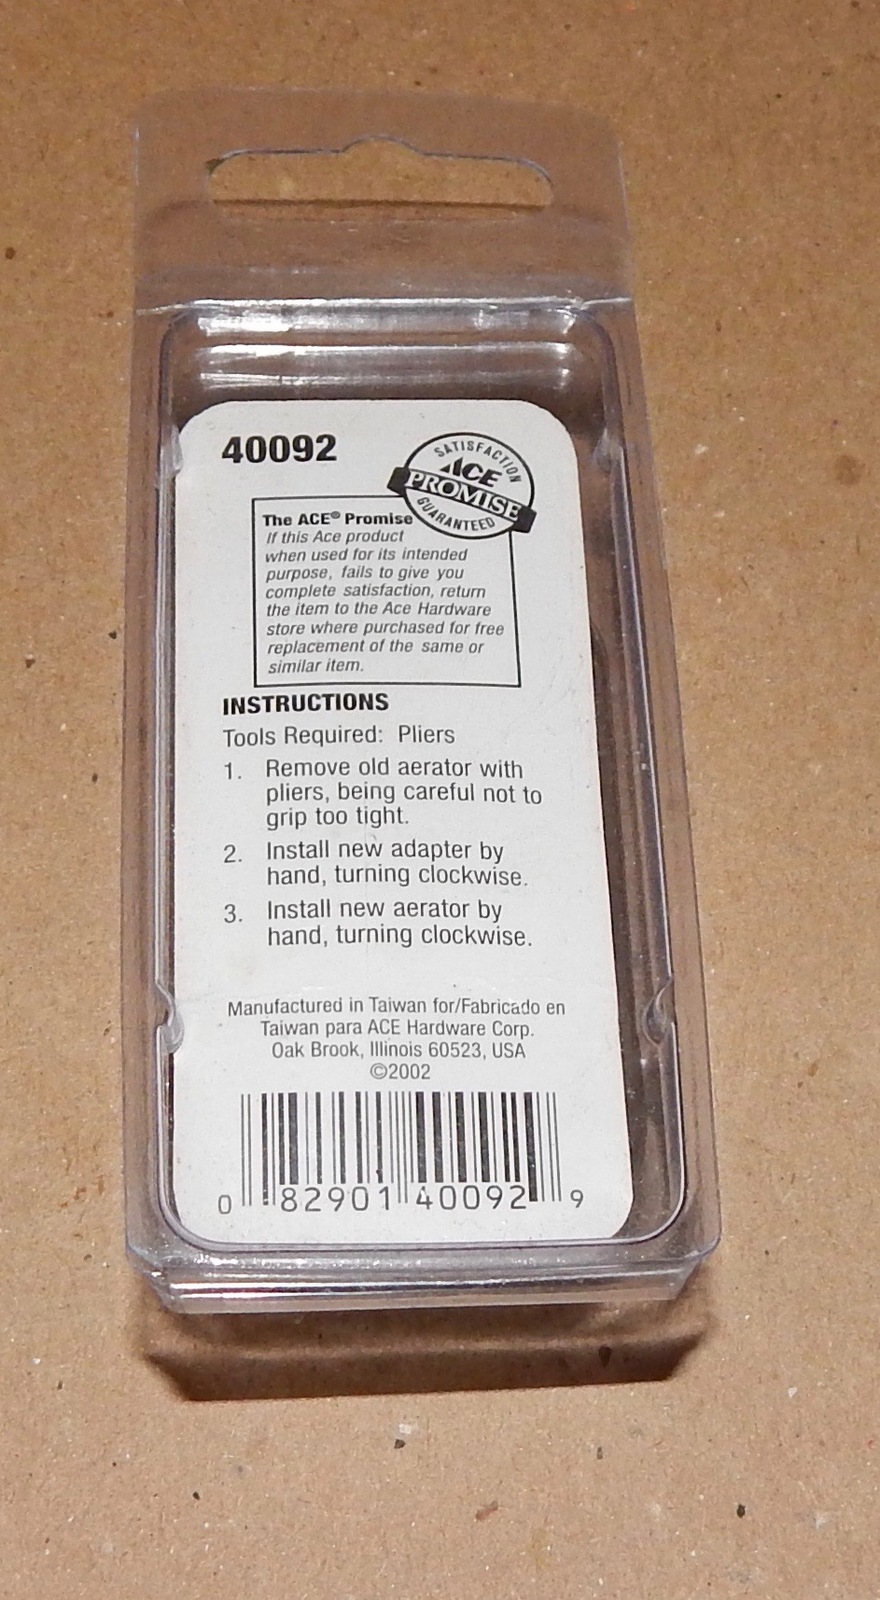 40092
SATISFACTION
ACE
PROMISE
GUARANTEED
The ACE® Promise
If this Ace product
when used for its intended
purpose, fails to give you
complete satisfaction, return
the item to the Ace Hardware
store where purchased for free
replacement of the same or
similar item.
INSTRUCTIONS
Tools Required: Pliers
1. Remove old aerator with
pliers, being careful not to
grip too tight.
2. Install new adapter by
hand, turning clockwise.
3. Install new aerator by
hand, turning clockwise.
Manufactured in Taiwan for/Fabricado en
Taiwan para ACE Hardware Corp.
Oak Brook, Illinois 60523, USA
©2002
0 82901 40092 9